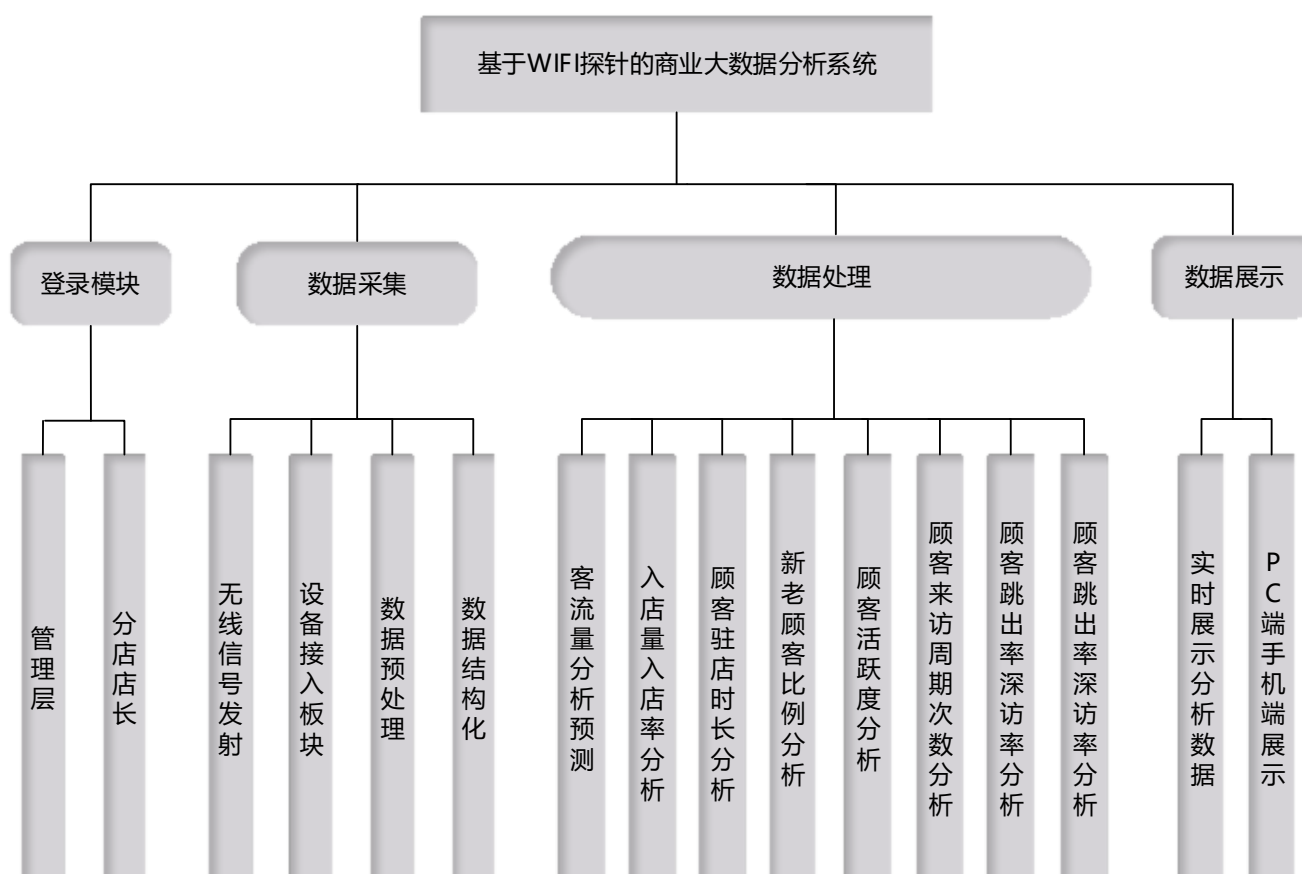 基于WIFI探针的商业大数据分析系统
登录模块
数据采集
数据处理
数据展示
管理层
分店店长
无线信号发射
设备接入板块
数据预处理
数据结构化
客流量分析预测
入店量入店率分析
顾客驻店时长分析
新老顾客比例分析
顾客活跃度分析
顾客来访周期次数分析
顾客跳出率深访率分析
顾客跳出率深访率分析
实时展示分析数据
PC端手机端展示